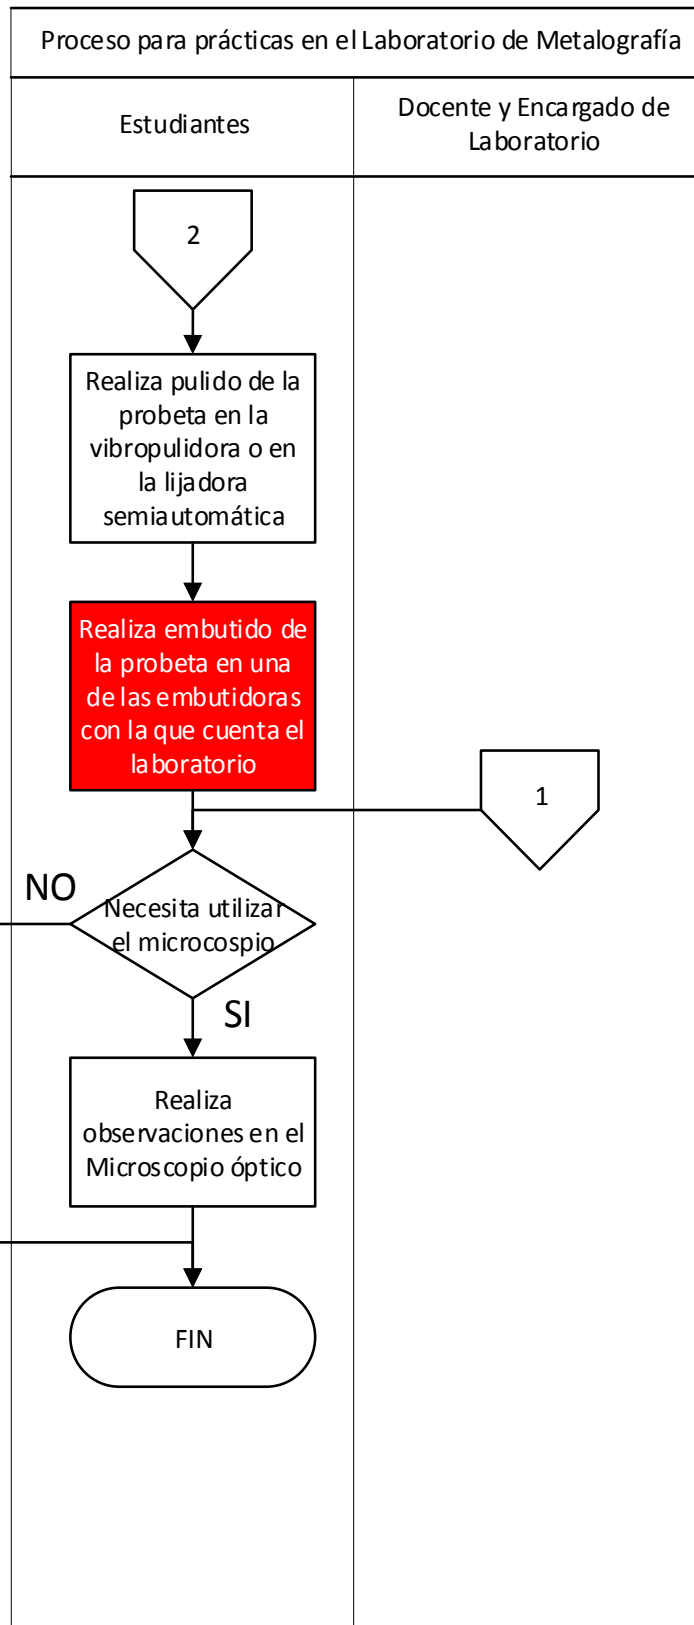 Proceso para prácticas en el Laboratorio de Metalografía
Estudiantes
Docente y Encargado de
Laboratorio
2
Realiza pulido de la
probeta en la
vibropulidora o en
la lijadora
semiautomática
Realiza embutido de
la probeta en una
de las embutidoras
con la que cuenta el
laboratorio
1
NO
Necesita utilizar
el microcospio
SI
Realiza
observaciones en el
Microscopio óptico
FIN